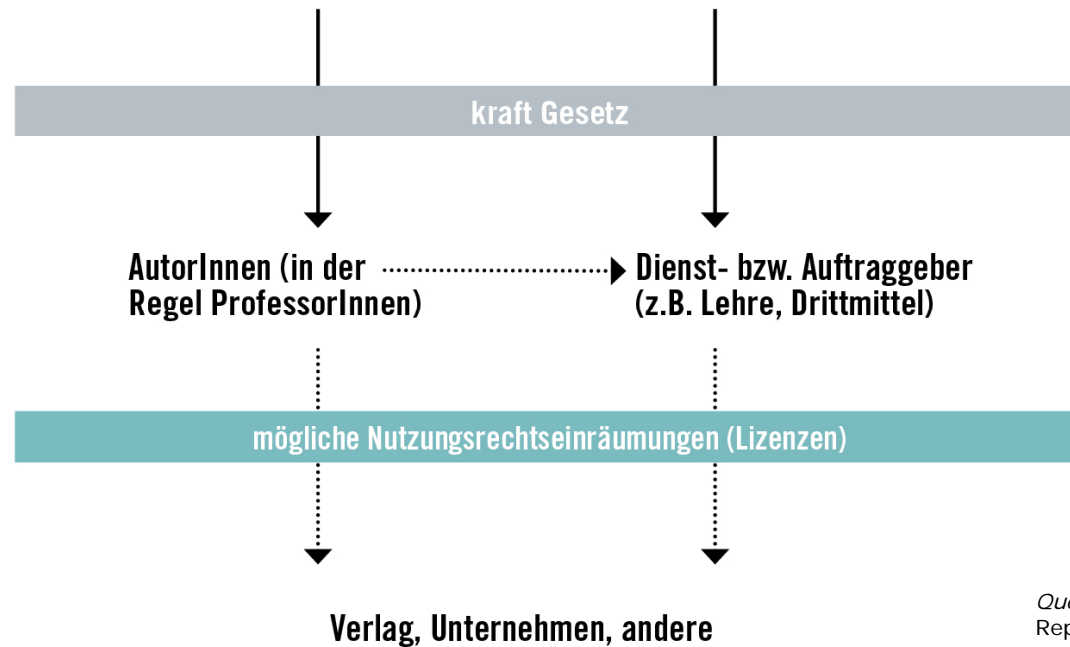 kraft Gesetz
AutorInnen (in der
Regel ProfessorInnen)
Dienst- bzw. Auftraggeber
(z.B. Lehre, Drittmittel)
mögliche Nutzungsrechtseinräumungen (Lizenzen)
Verlag, Unternehmen, andere